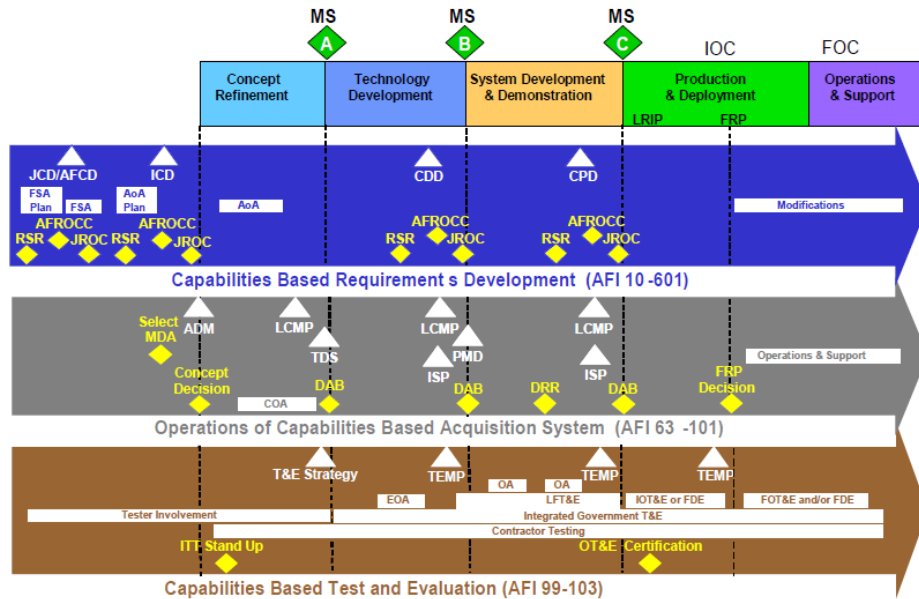 MS MS MS
A B C IOC FOC
Concept Technology System Development Production Operations
Refinement Development & Demonstration & Deployment & Support
LRIP FRP
JCD/AFCD ICD CDD CPD
FSA AoA
Plan FSA Plan AoA Modifications
AFROCC AFROCC AFROCC AFROCC
RSR JROC RSR JROC RSR JROC RSR JROC
Capabilities Based Requirement s Development (AFI 10 -601)
Select ADM LCMP LCMP LCMP
MDA TDS PMD Operations & Support
Concept ISP ISP FRP
Decision DAB DAB DRR DAB Decision
COA
Operations of Capabilities Based Acquisition System (AFI 63 -101)
T&E Strategy TEMP TEMP TEMP
OA OA
EOA LFT&E IOT&E or FDE FOT&E and/or FDE
Tester Involvement Integrated Government T&E
Contractor Testing
ITT Stand Up OT&E Certification
Capabilities Based Test and Evaluation (AFI 99-103)